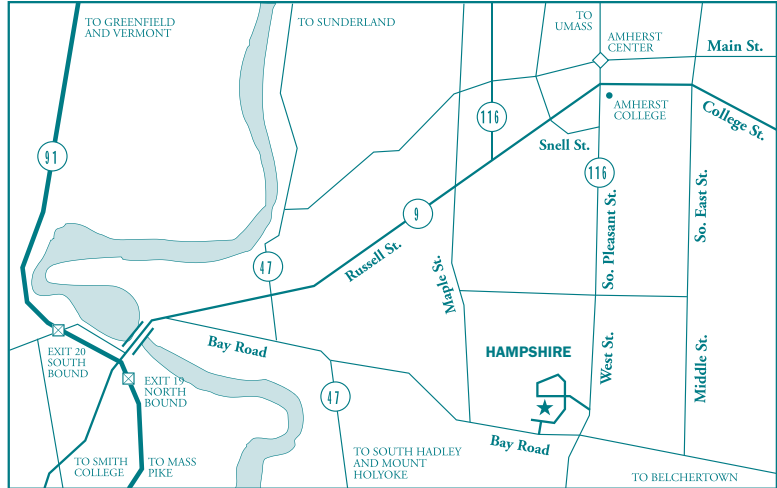 TO GREENFIELD
AND VERMONT
TO SUNDERLAND
TO
UMASS
AMHERST
CENTER
Main St.
AMHERST
COLLEGE
College St.
116
Snell St.
91
116
9
So. Pleasant St.
So. East St.
Russell St.
47
Maple St.
Bay Road
HAMPSHIRE
West St.
Middle St.
EXIT 20
SOUTH
BOUND
EXIT 19
NORTH
BOUND
47
Bay Road
TO SMITH
COLLEGE
TO MASS
PIKE
TO SOUTH HADLEY
AND MOUNT
HOLYOKE
TO BELCHERTOWN